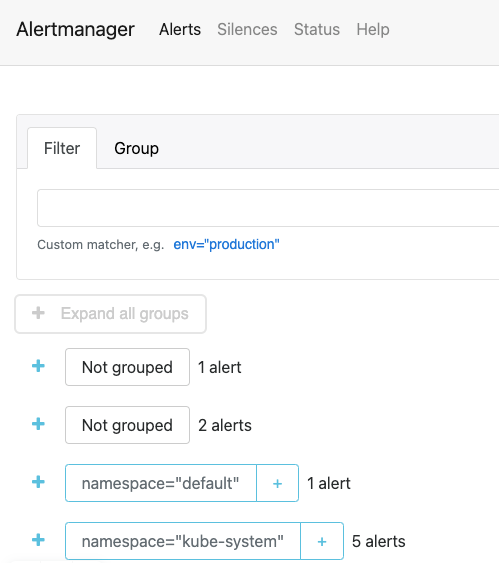 Alertmanager Alerts Silences Status Help
Filter Group
Custom matcher, e.g. env="production"
+ Expand all groups
+ Not grouped 1 alert
+ Not grouped 2 alerts
+ namespace="default" + 1 alert
+ namespace="kube-system" + 5 alerts